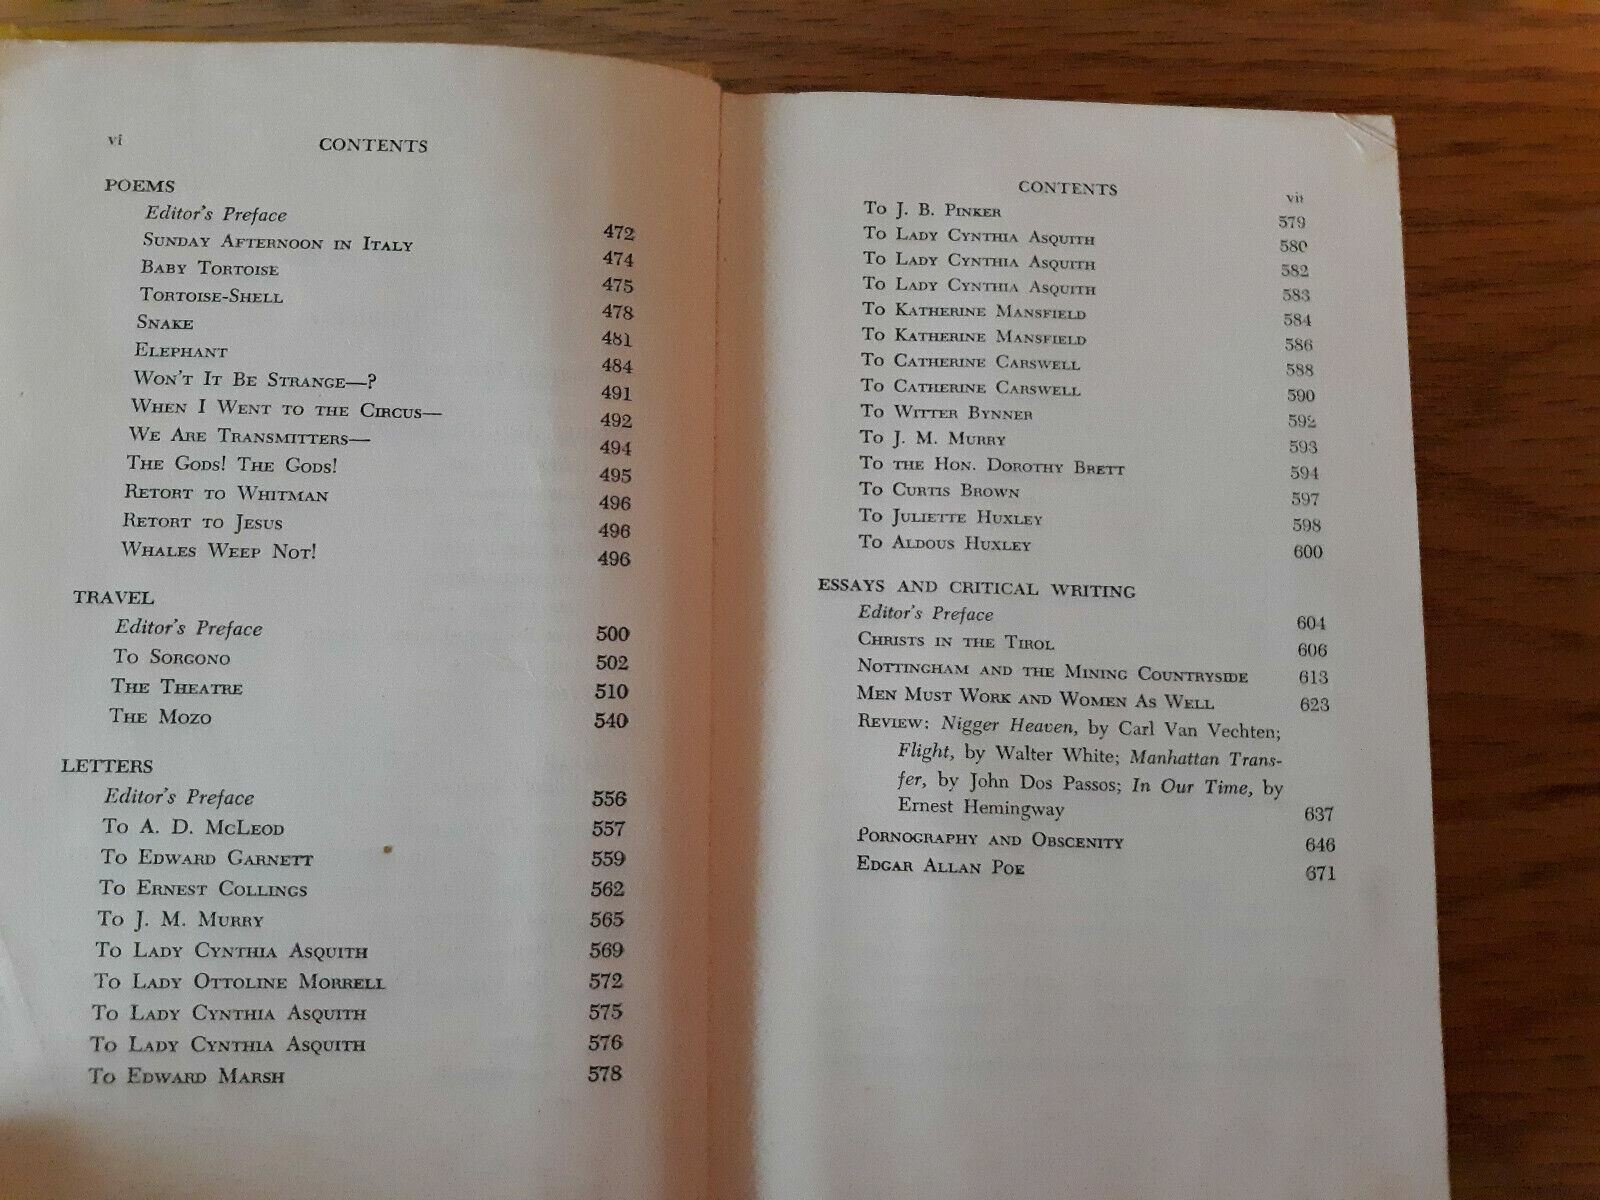 vi CONTENTS
POEMS
Editor's Preface 472
Sunday Afternoon in Italy 474
Baby Tortoise 475
Tortoise-Shell 478
Snake 481
Elephant 484
Won't It Be Strange—? 491
When I Went to the Circus— 492
We Are Transmitters— 494
The Gods! The Gods! 495
Retort to Whitman 496
Retort to Jesus 496
Whales Weep Not! 496
TRAVEL
Editor's Preface 500
To Sorgono 502
The Theatre 510
The Mozo 540
LETTERS
Editor's Preface 556
To A. D. McLeod 557
To Edward Garnett 559
To Ernest Collings 562
To J. M. Murry 565
To Lady Cynthia Asquith 569
To Lady Ottoline Morrell 572
To Lady Cynthia Asquith 575
To Lady Cynthia Asquith 576
To Edward Marsh 578
CONTENTS vii
To J. B. Pinker 579
To Lady Cynthia Asquith 580
To Lady Cynthia Asquith 582
To Lady Cynthia Asquith 583
To Katherine Mansfield 584
To Katherine Mansfield 586
To Catherine Carswell 588
To Catherine Carswell 590
To Witter Bynner 592
To J. M. Murry 593
To the Hon. Dorothy Brett 594
To Curtis Brown 597
To Juliette Huxley 598
To Aldous Huxley 600
ESSAYS AND CRITICAL WRITING
Editor's Preface 604
Christs in the Tirol 606
Nottingham and the Mining Countryside 613
Men Must Work and Women As Well 623
Review: Nigger Heaven, by Carl Van Vechten;
Flight, by Walter White; Manhattan Trans-
fer, by John Dos Passos; In Our Time, by
Ernest Hemingway 637
Pornography and Obscenity 646
Edgar Allan Poe 671